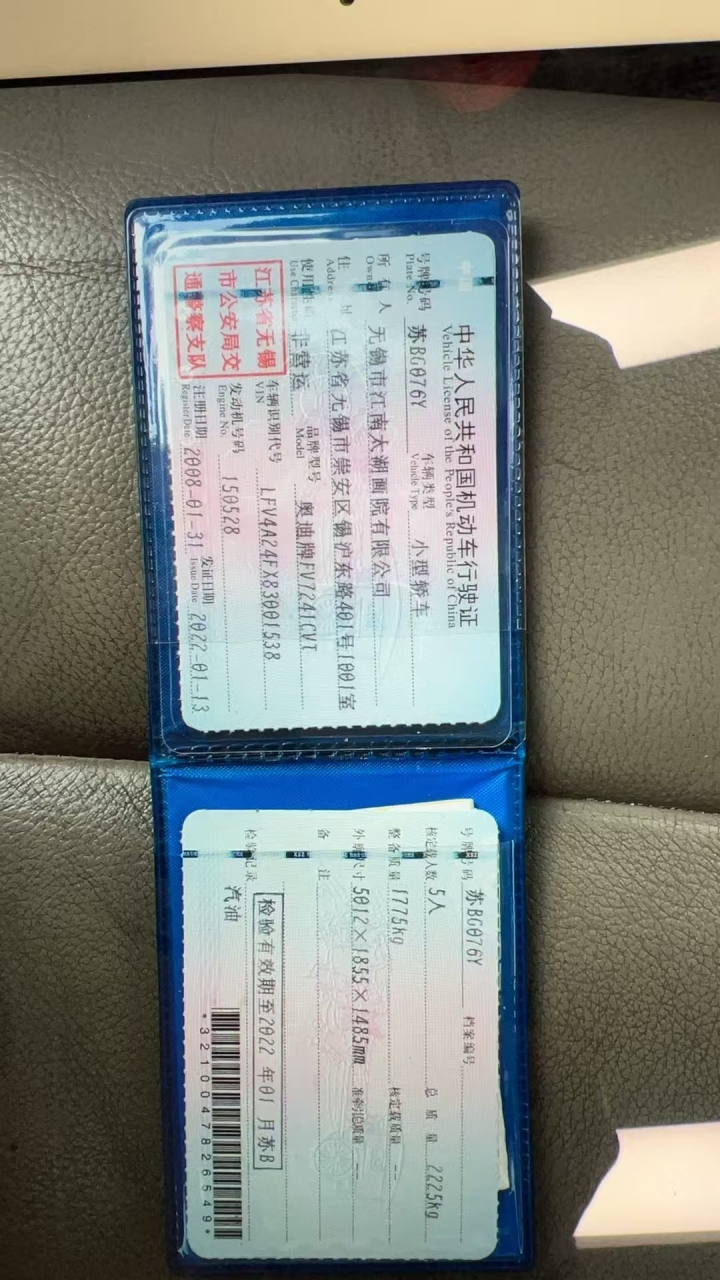 中华人民共和国机动车行驶证
Vehicle License of the People's Republic of China
号牌号码 苏BG076Y 车辆类型 小型轿车
Plate No. Vehicle Type
所有人 无锡市江南太湖画院有限公司
Owner
住 址 江苏省无锡市崇安区锡沪东路401号1001室
Address
使用性质 非营运 品牌型号 奥迪牌FV7241CVT
Use Character Model
江苏省无锡
市公安局交
通警察支队
车辆识别代号 LFV4A24FX83001538
VIN
发动机号码 150528
Engine No.
注册日期 2008-01-31 发证日期 2022-01-13
Register Date Issue Date
号牌号码 苏BG076Y 档案编号
核定载人数 5人 总质量 2225kg
整备质量 1775kg 核定载质量 --
外廓尺寸 5012×1855×1485mm 准牵引总质量 --
备 注
检验有效期至2022年01月苏B
检验记录
汽油
*3210047826549*